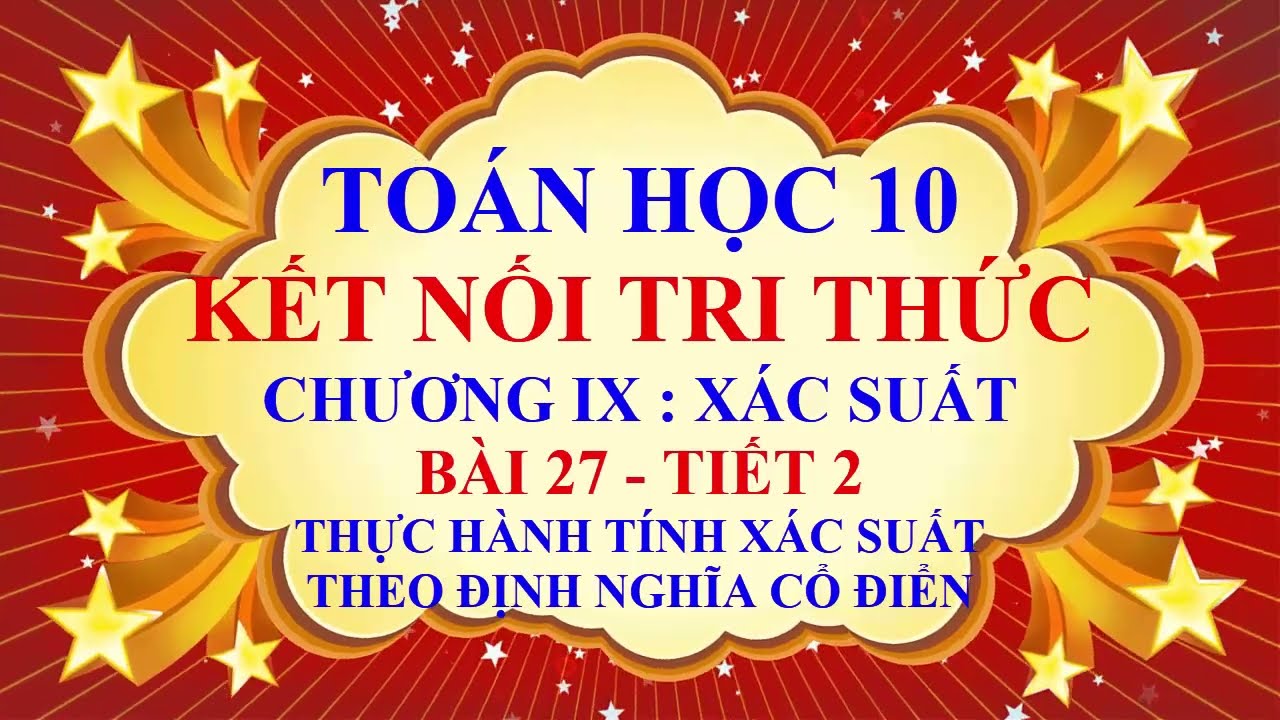 TOÁN HỌC 10
KẾT NỐI TRI THỨC
CHƯƠNG IX : XÁC SUẤT
BÀI 27 - TIẾT 2
THỰC HÀNH TÍNH XÁC SUẤT
THEO ĐỊNH NGHĨA CỔ ĐIỂN